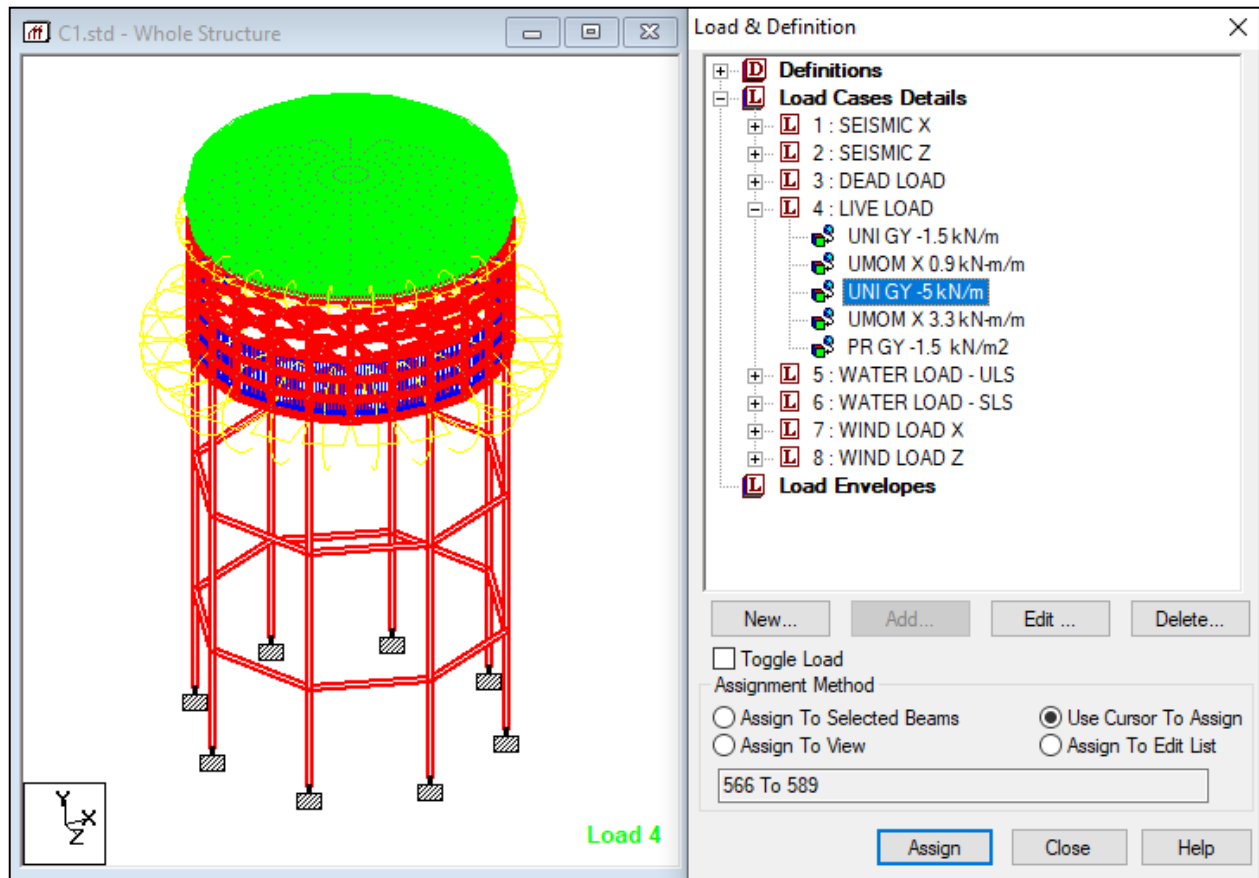 C1.std - Whole Structure
Load 4
Y
X
Z
Load & Definition
D Definitions
L Load Cases Details
L 1 : SEISMIC X
L 2 : SEISMIC Z
L 3 : DEAD LOAD
L 4 : LIVE LOAD
UNI GY -1.5 kN/m
UMOM X 0.9 kN-m/m
UNI GY -5 kN/m
UMOM X 3.3 kN-m/m
PR GY -1.5 kN/m2
L 5 : WATER LOAD - ULS
L 6 : WATER LOAD - SLS
L 7 : WIND LOAD X
L 8 : WIND LOAD Z
L Load Envelopes
New... Add... Edit ... Delete...
Toggle Load
Assignment Method
Assign To Selected Beams Use Cursor To Assign
Assign To View Assign To Edit List
566 To 589
Assign Close Help